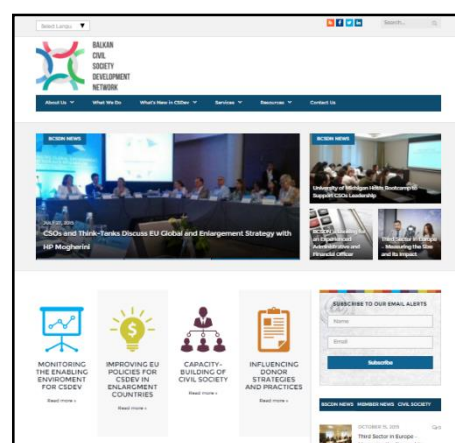 Select Langu
Search...
BALKAN
CIVIL
SOCIETY
DEVELOPMENT
NETWORK
About Us
What We Do
What's New in CSDev
Services
Resources
Contact Us
BCSDN NEWS
CSOs and Think-Tanks Discuss EU Global and Enlargement Strategy with
HP Mogherini
BCSDN NEWS
University of Michigan Holds Bootcamp to
Support CSOs Leadership
an Experienced
Administrative and
Financial Officer
Third Sector in Europe
– Measuring the Size
and its Impact
MONITORING
THE ENABLING
ENVIROMENT
FOR CSDEV
Read more »
IMPROVING EU
POLICIES FOR
CSDEV IN
ENLARGMENT
COUNTRIES
Read more »
CAPACITY-
BUILDING OF
CIVIL SOCIETY
Read more »
INFLUENCING
DONOR
STRATEGIES
AND PRACTICES
Read more »
SUBSCRIBE TO OUR EMAIL ALERTS
Name
Email
Subscribe
BCSDN NEWS MEMBER NEWS CIVIL SOCIETY
OCTOBER 15, 2015
Third Sector in Europe –